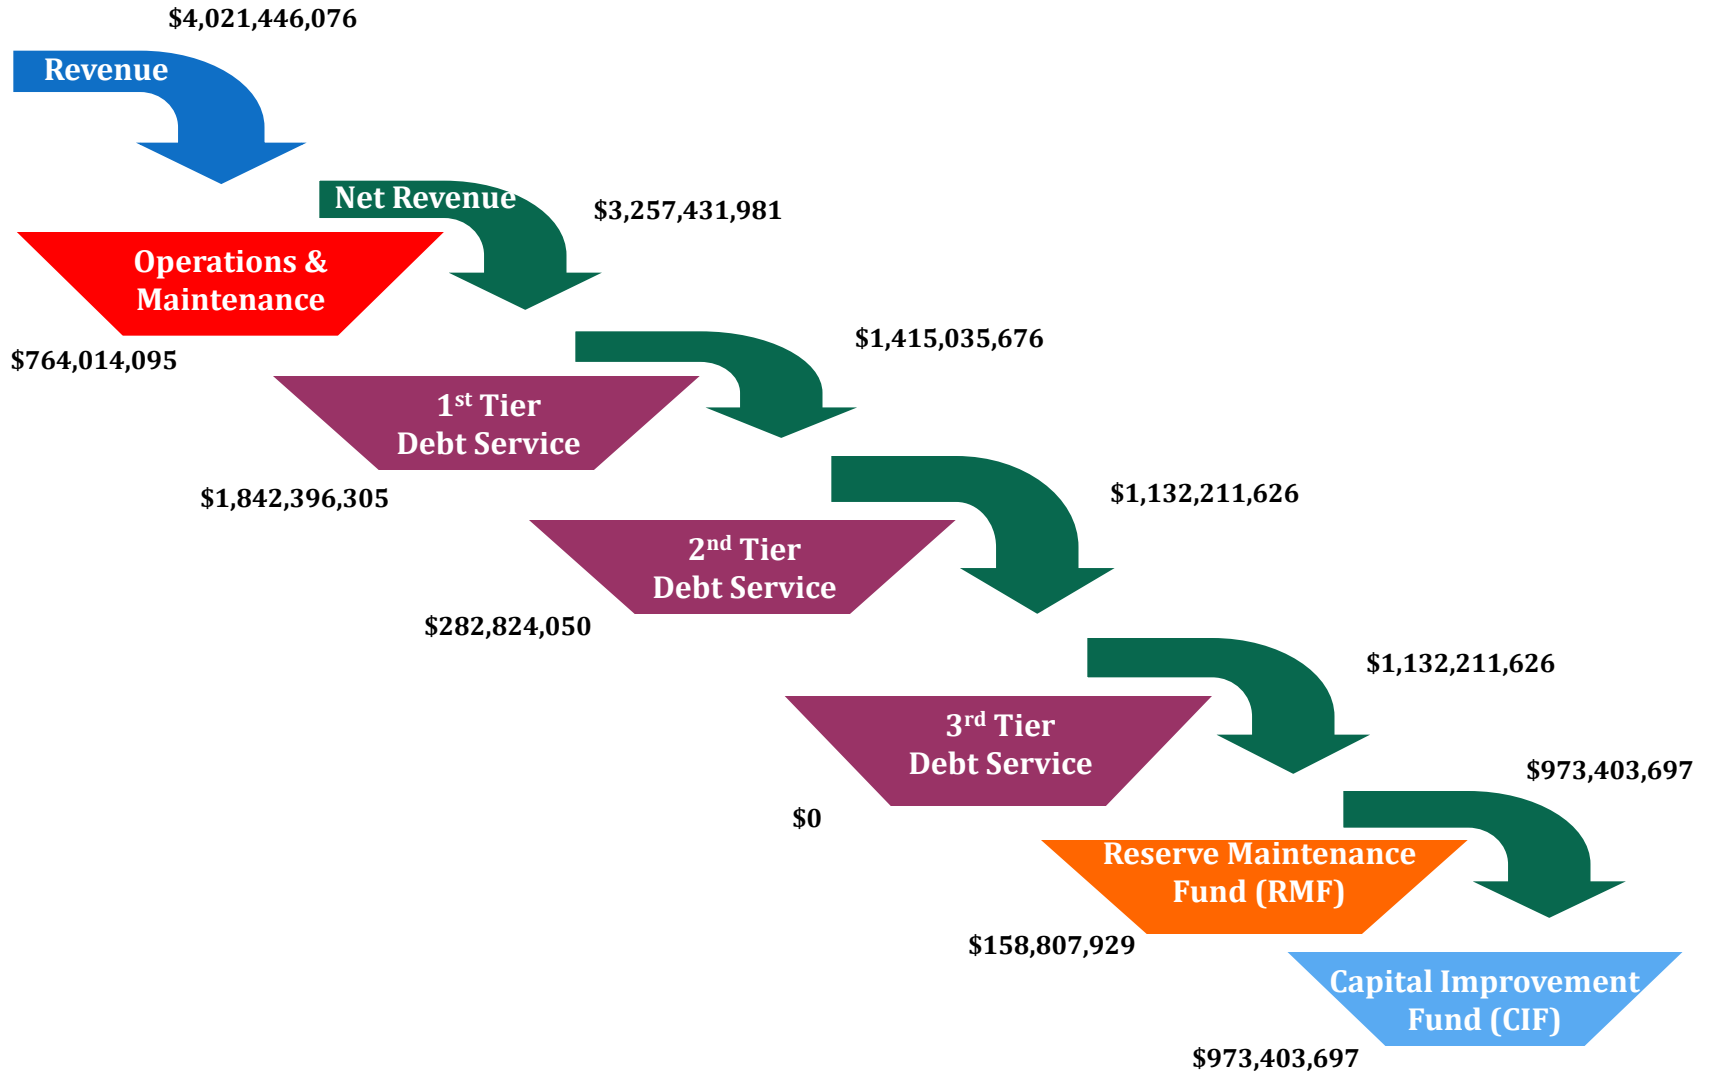 $4,021,446,076
Revenue
Net Revenue
$3,257,431,981
Operations &
Maintenance
$764,014,095
$1,415,035,676
1st Tier
Debt Service
$1,842,396,305
$1,132,211,626
2nd Tier
Debt Service
$282,824,050
$1,132,211,626
3rd Tier
Debt Service
$0
$973,403,697
Reserve Maintenance
Fund (RMF)
$158,807,929
Capital Improvement
Fund (CIF)
$973,403,697